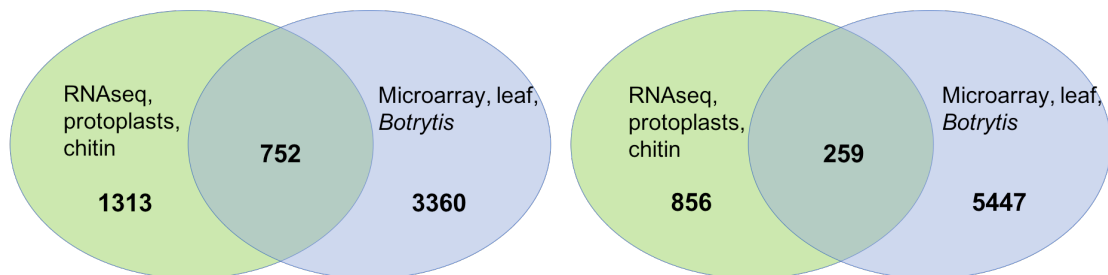 RNAseq,
protoplasts,
chitin
1313
752
Microarray, leaf,
Botrytis
3360
RNAseq,
protoplasts,
chitin
856
259
Microarray, leaf,
Botrytis
5447